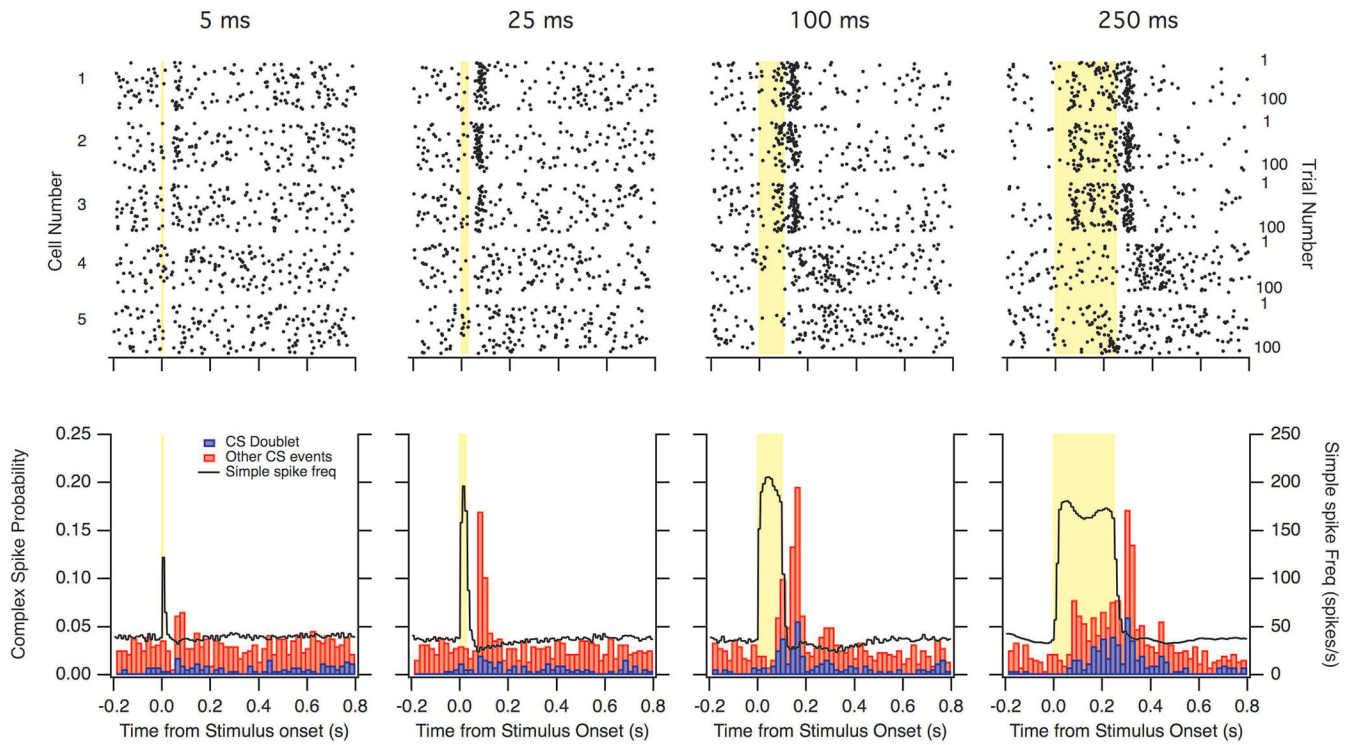 5 ms 25 ms 100 ms 250 ms
Cell Number
1
2
3
4
5
1
100
1
100
1
100
1
100
1
100
Trial Number
Complex Spike Probability
0.25
0.20
0.15
0.10
0.05
0.00
CS Doublet
Other CS events
Simple spike freq
250
200
150
100
50
0
Simple spike Freq (spikes/s)
-0.2 0.0 0.2 0.4 0.6 0.8 -0.2 0.0 0.2 0.4 0.6 0.8 -0.2 0.0 0.2 0.4 0.6 0.8 -0.2 0.0 0.2 0.4 0.6 0.8
Time from Stimulus Onset (s) Time from Stimulus Onset (s) Time from Stimulus Onset (s) Time from Stimulus onset (s)